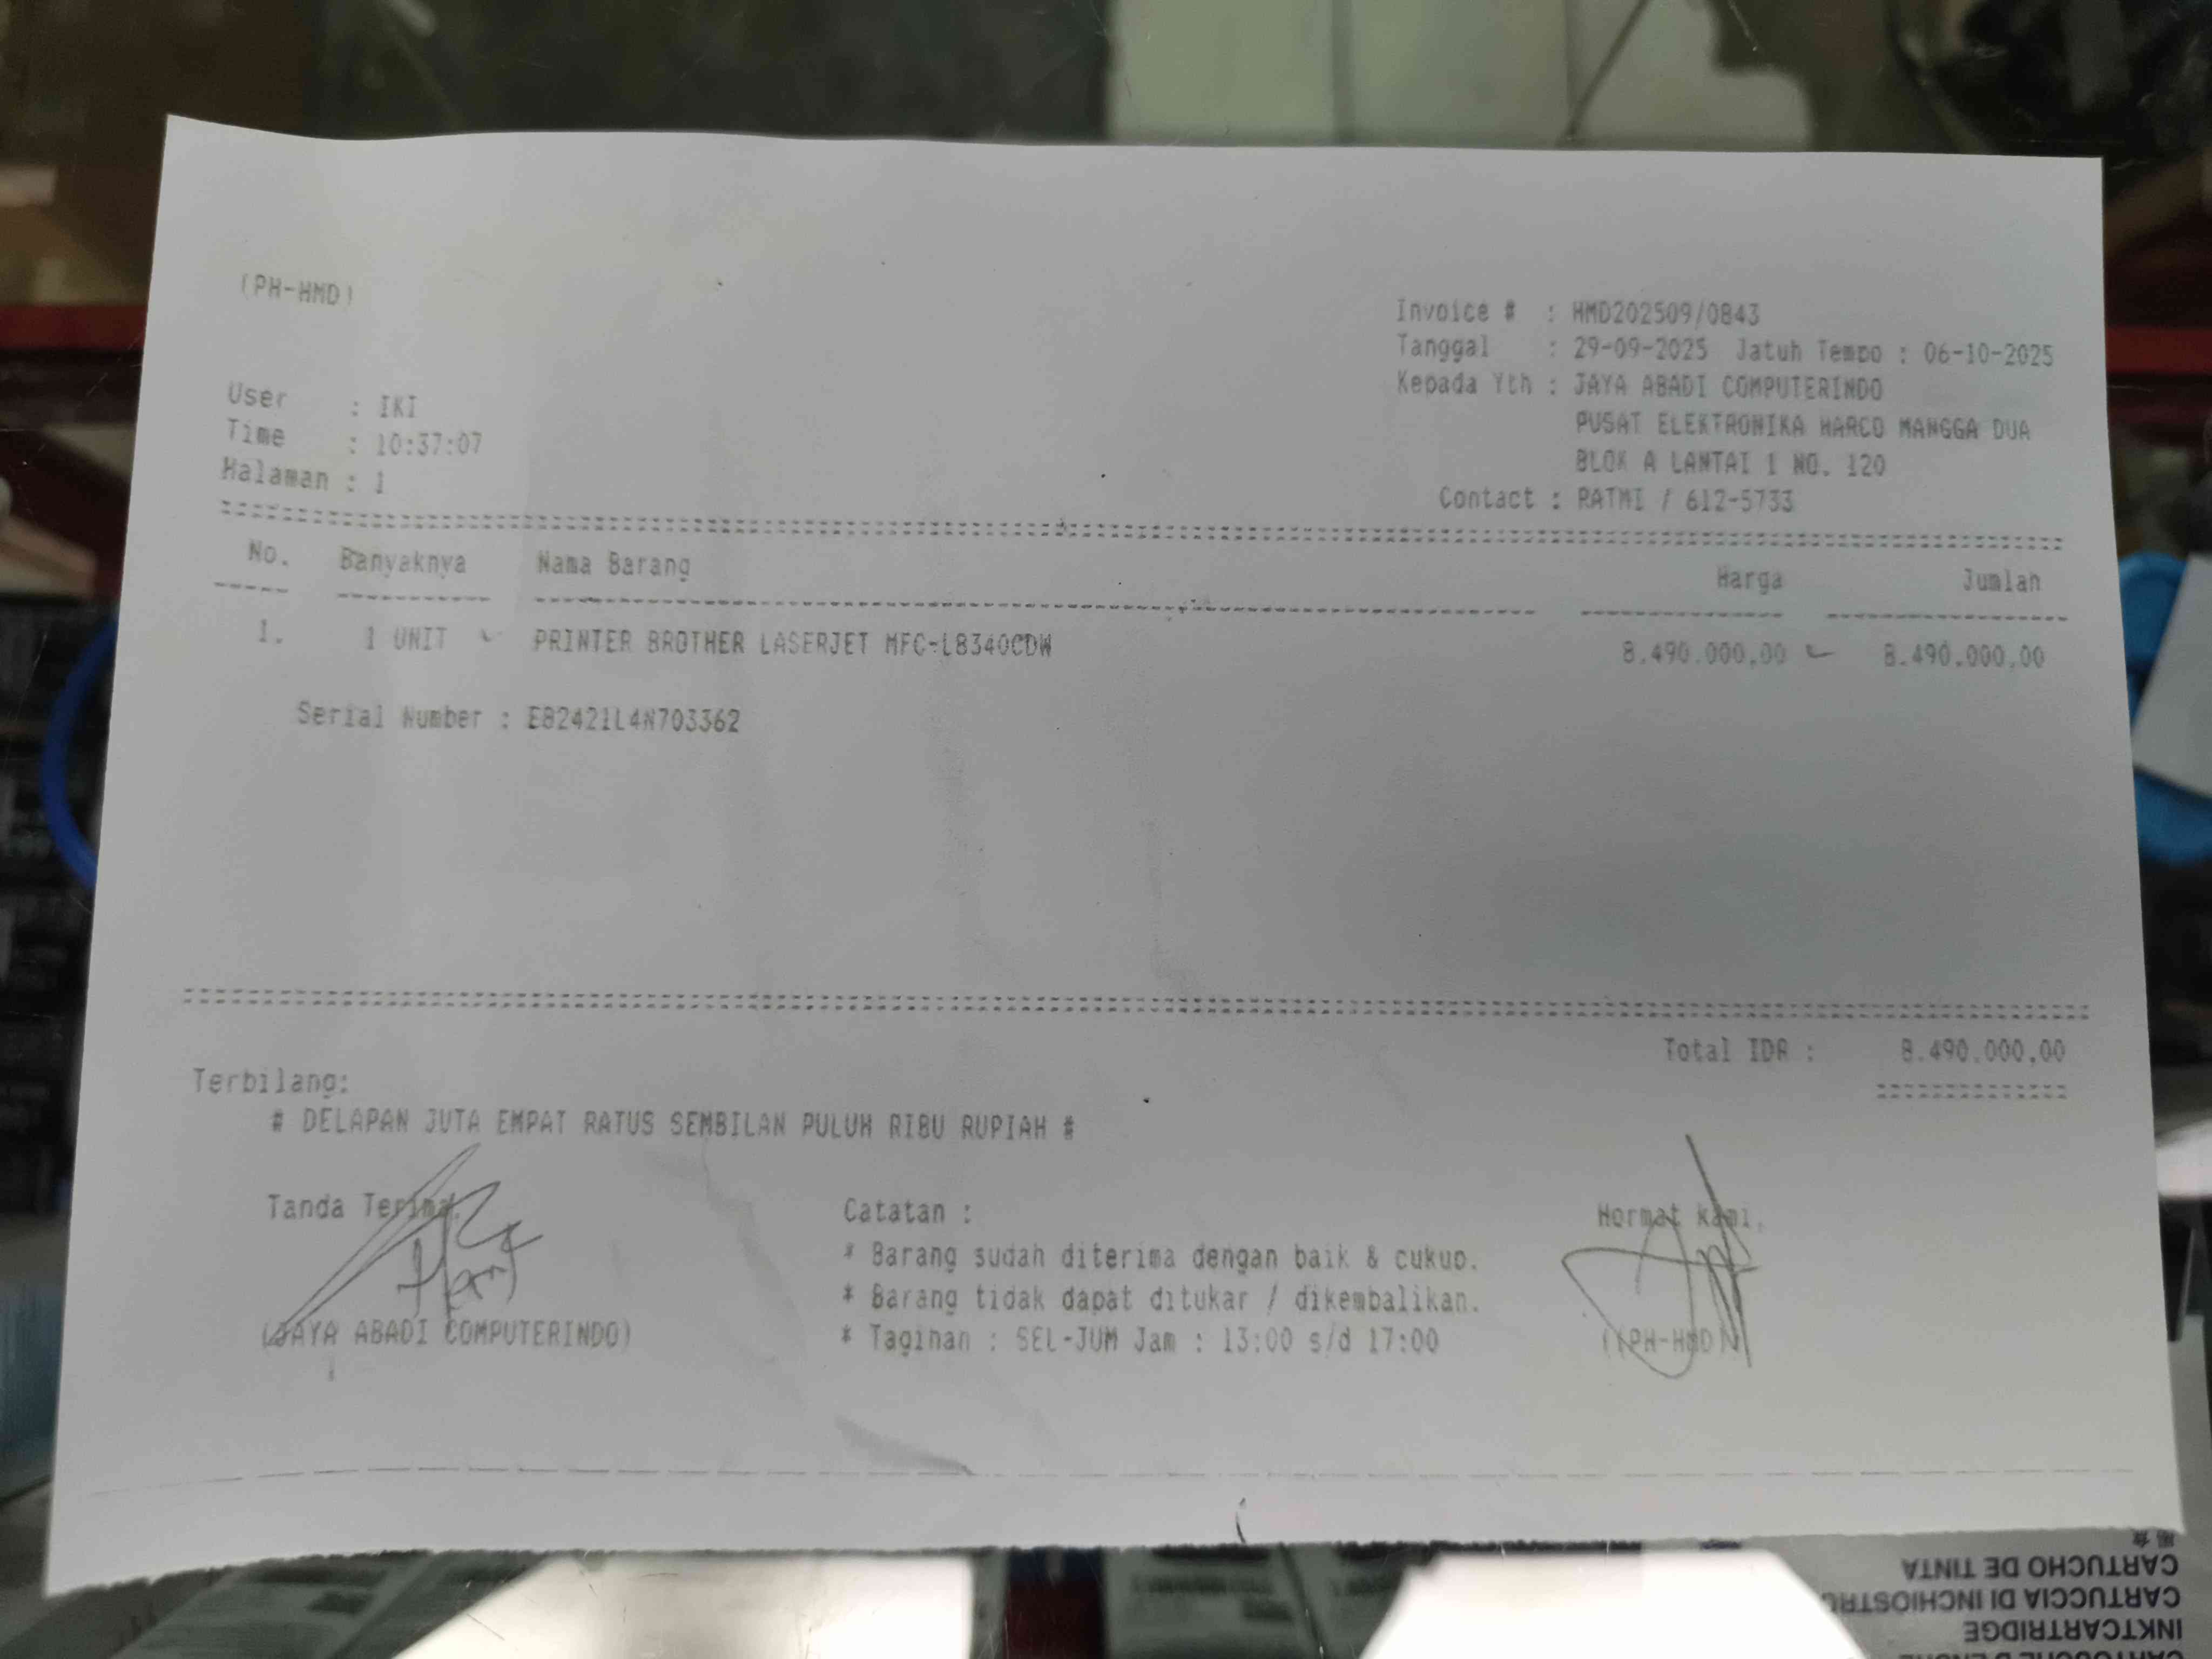 (PH-HMD)
Invoice # : HMD202509/0843
Tanggal : 29-09-2025 Jatuh Tempo : 06-10-2025
Kepada Yth : JAYA ABADI COMPUTERINDO
PUSAT ELEKTRONIKA HARCO MANGGA DUA
BLOK A LANTAI 1 NO. 120
Contact : RATMI / 612-5733
User : IKI
Time : 10:37:07
Halaman : 1
No. Banyaknya Nama Barang Harga Jumlah
1. 1 UNIT PRINTER BROTHER LASERJET MFC-L8340CDW 8.490.000,00 8.490.000,00
Serial Number : E82421L4N703362
Total IDR : 8.490.000,00
Terbilang:
# DELAPAN JUTA EMPAT RATUS SEMBILAN PULUH RIBU RUPIAH #
Tanda Terima,
(JAYA ABADI COMPUTERINDO)
Catatan :
* Barang sudah diterima dengan baik & cukup.
* Barang tidak dapat ditukar / dikembalikan.
* Tagihan : SEL-JUM Jam : 13:00 s/d 17:00
Hormat kami,
((PH-HMD))
CARTUCHO DE TINTA
CARTUCCIA DI INCHIOSTRO
INKTCARTRIDGE